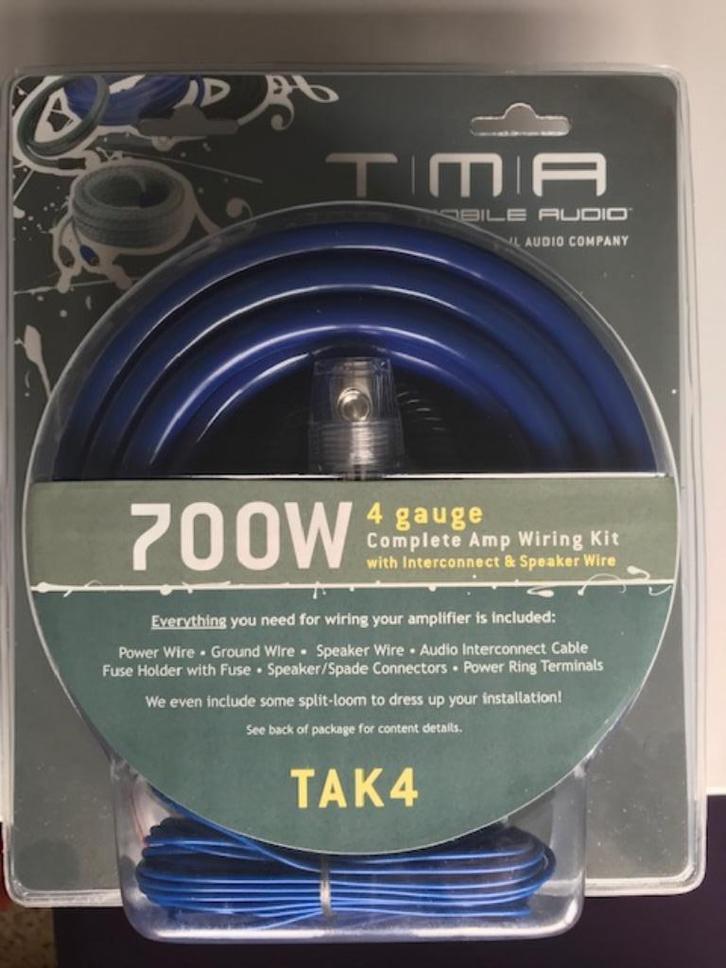 T|M|A
MOBILE AUDIO
JL AUDIO COMPANY
700W
4 gauge
Complete Amp Wiring Kit
with Interconnect & Speaker Wire
Everything you need for wiring your amplifier is included:
Power Wire • Ground Wire • Speaker Wire • Audio Interconnect Cable
Fuse Holder with Fuse • Speaker/Spade Connectors • Power Ring Terminals
We even include some split-loom to dress up your installation!
See back of package for content details.
TAK4